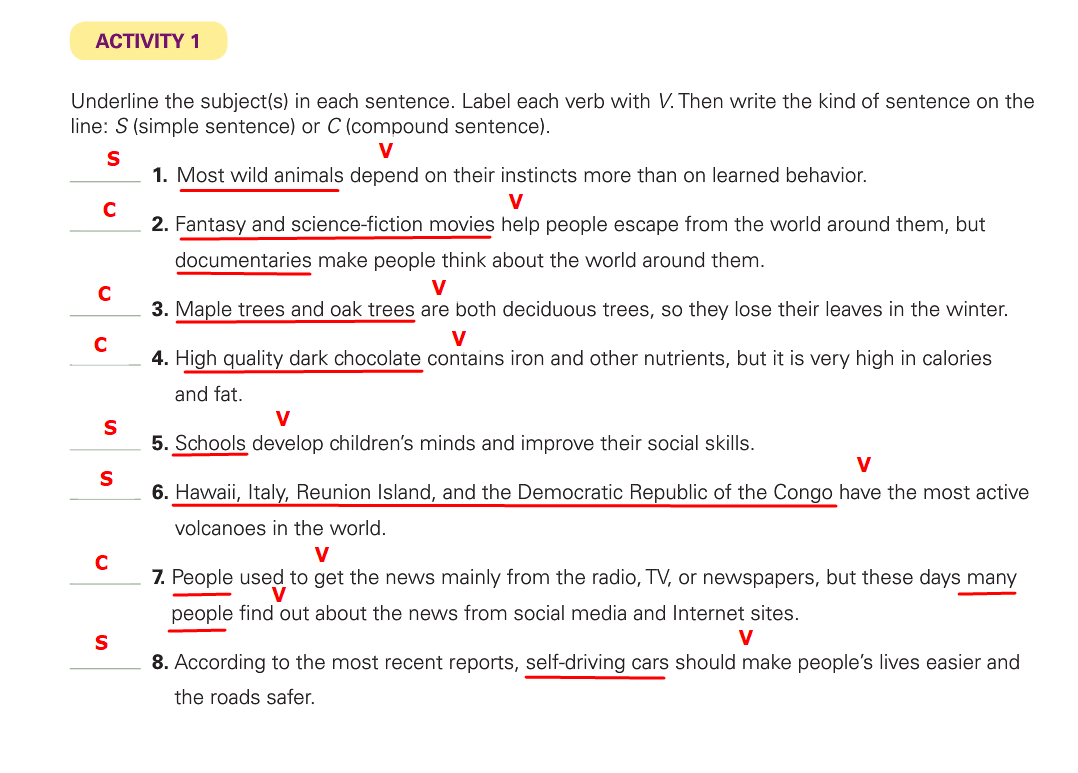 ACTIVITY 1
Underline the subject(s) in each sentence. Label each verb with V. Then write the kind of sentence on the
line: S (simple sentence) or C (compound sentence).
S V
1. Most wild animals depend on their instincts more than on learned behavior.
C V
2. Fantasy and science-fiction movies help people escape from the world around them, but
documentaries make people think about the world around them.
C V
3. Maple trees and oak trees are both deciduous trees, so they lose their leaves in the winter.
C V
4. High quality dark chocolate contains iron and other nutrients, but it is very high in calories
and fat.
S V
5. Schools develop children's minds and improve their social skills.
S V
6. Hawaii, Italy, Reunion Island, and the Democratic Republic of the Congo have the most active
volcanoes in the world.
C V
7. People used to get the news mainly from the radio, TV, or newspapers, but these days many
V
people find out about the news from social media and Internet sites.
S V
8. According to the most recent reports, self-driving cars should make people's lives easier and
the roads safer.